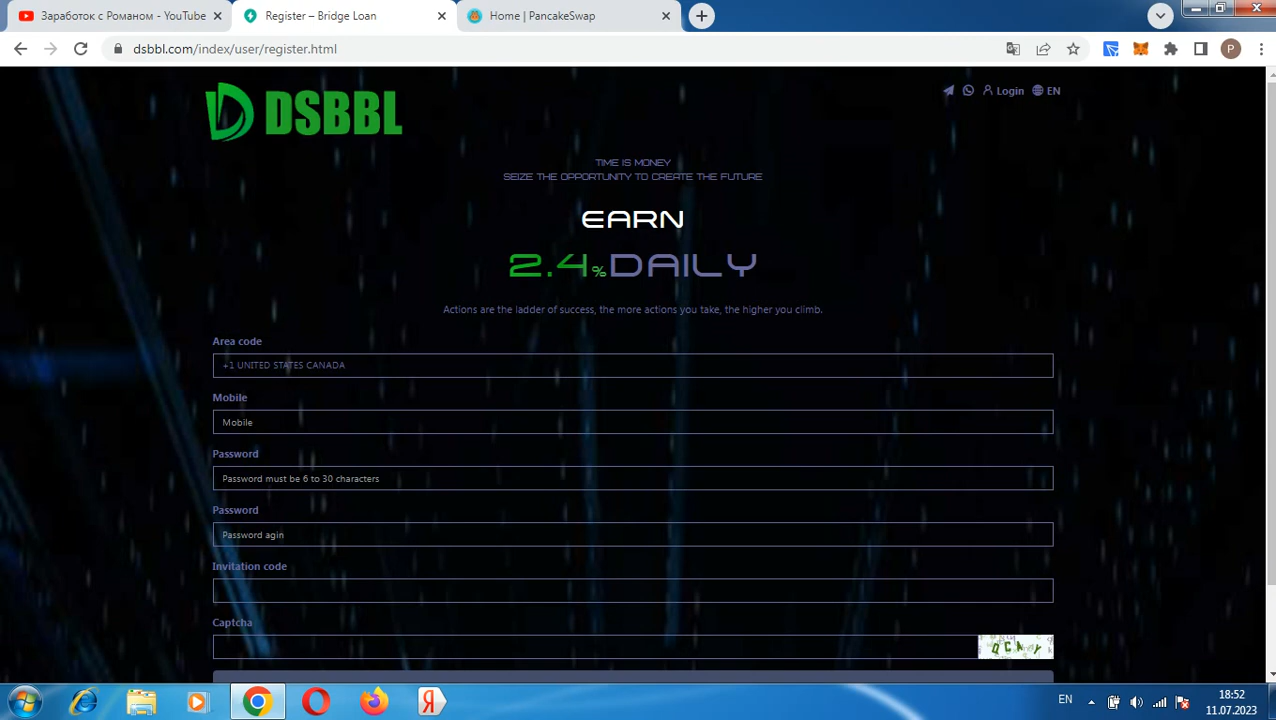 Заработок с Романом - YouTube
Register – Bridge Loan
Home | PancakeSwap
dsbbl.com/index/user/register.html
P
DSBBL
Login
EN
TIME IS MONEY
SEIZE THE OPPORTUNITY TO CREATE THE FUTURE
EARN
2.4%DAILY
Actions are the ladder of success, the more actions you take, the higher you climb.
Area code
+1 UNITED STATES CANADA
Mobile
Mobile
Password
Password must be 6 to 30 characters
Password
Password agin
Invitation code
Captcha
Я
EN
18:52
11.07.2023